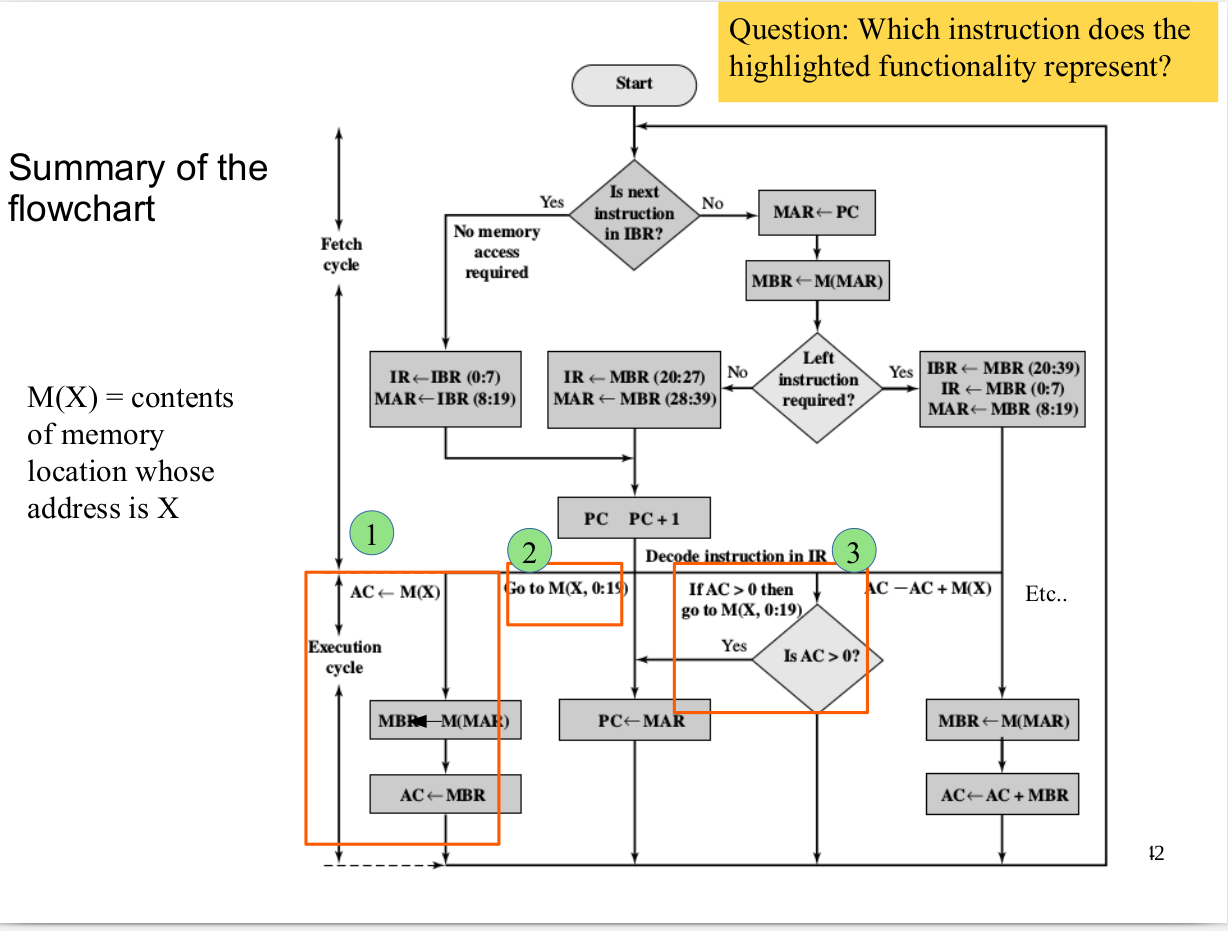 Question: Which instruction does the
highlighted functionality represent?
Start
Summary of the
flowchart
Is next
instruction
in IBR?
Yes
No
No memory
access
required
MAR←PC
MBR←M(MAR)
Fetch
cycle
Left
instruction
required?
No
Yes
IR←IBR (0:7)
MAR←IBR (8:19)
IR ← MBR (20:27)
MAR ← MBR (28:39)
IBR ← MBR (20:39)
IR ← MBR (0:7)
MAR← MBR (8:19)
M(X) = contents
of memory
location whose
address is X
PC PC + 1
1
2
3
Decode instruction in IR
AC ← M(X)
Go to M(X, 0:19)
If AC > 0 then
go to M(X, 0:19)
AC – AC + M(X)
Etc..
Execution
cycle
Yes
Is AC > 0?
MBR←M(MAR)
PC←MAR
MBR←M(MAR)
AC←MBR
AC←AC + MBR
42